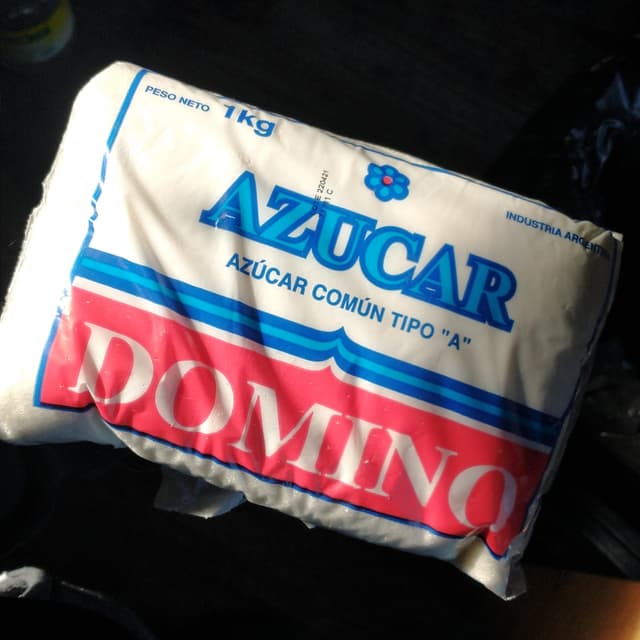 PESO NETO 1kg
INDUSTRIA ARGENTINA
AZUCAR
AZÚCAR COMÚN TIPO "A"
DOMINO